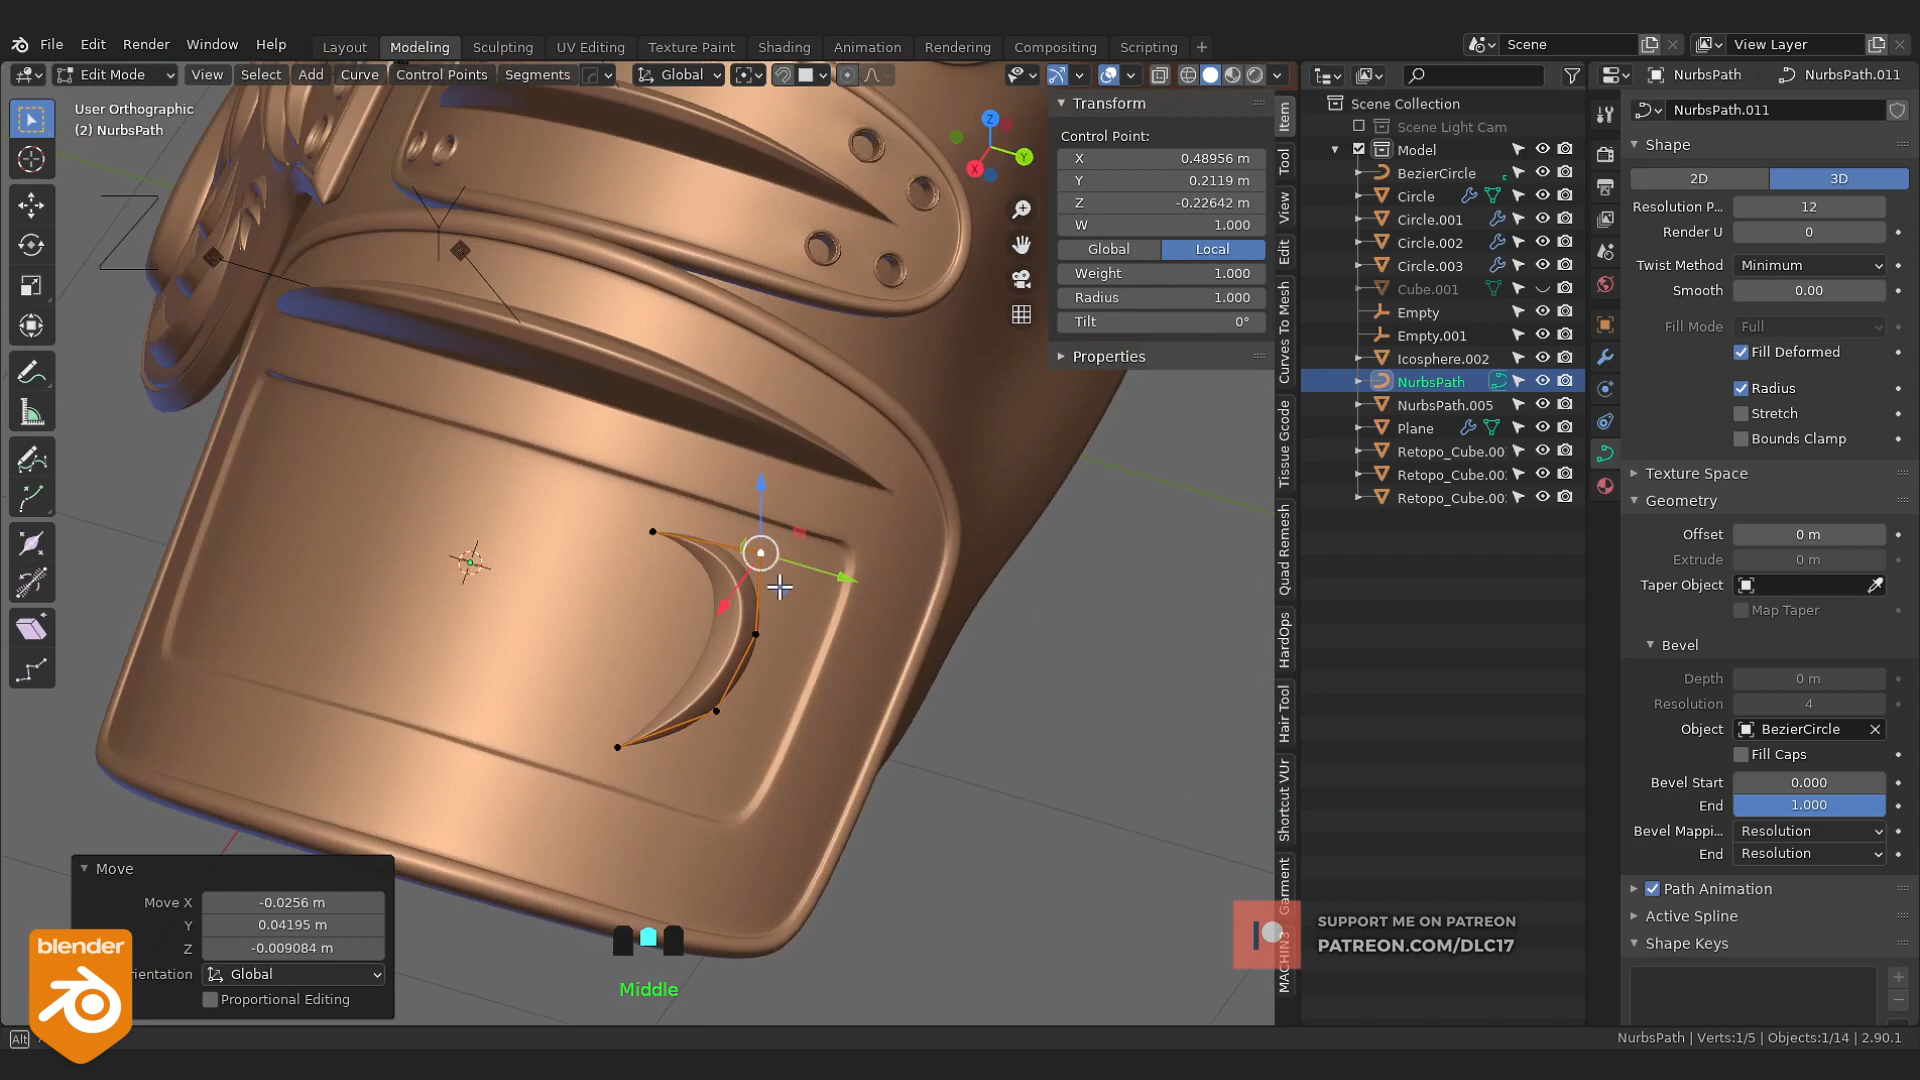 File Edit Render Window Help
Layout Modeling Sculpting UV Editing Texture Paint Shading Animation Rendering Compositing Scripting +
Scene
View Layer
Edit Mode View Select Add Curve Control Points Segments
Global
User Orthographic
(2) NurbsPath
Z
Y
X
Transform
Control Point:
X 0.48956 m
Y 0.2119 m
Z -0.22642 m
W 1.000
Global Local
Weight 1.000
Radius 1.000
Tilt 0°
Properties
Item
Tool
View
Edit
Curves To Mesh
Tissue Gcode
Quad Remesh
HardOps
Hair Tool
Shortcut VUr
Garment
MACHIN3
Scene Collection
Scene Light Cam
Model
BezierCircle
Circle
Circle.001
Circle.002
Circle.003
Cube.001
Empty
Empty.001
Icosphere.002
NurbsPath
NurbsPath.005
Plane
Retopo_Cube.00
Retopo_Cube.00
Retopo_Cube.00
NurbsPath NurbsPath.011
NurbsPath.011
Shape
2D 3D
Resolution P... 12
Render U 0
Twist Method Minimum
Smooth 0.00
Fill Mode Full
Fill Deformed
Radius
Stretch
Bounds Clamp
Texture Space
Geometry
Offset 0 m
Extrude 0 m
Taper Object
Map Taper
Bevel
Depth 0 m
Resolution 4
Object BezierCircle
Fill Caps
Bevel Start 0.000
End 1.000
Bevel Mappi... Resolution
End Resolution
Path Animation
Active Spline
Shape Keys
Move
Move X -0.0256 m
Y 0.04195 m
Z -0.009084 m
ientation Global
Proportional Editing
blender
Middle
SUPPORT ME ON PATREON
PATREON.COM/DLC17
Alt
NurbsPath | Verts:1/5 | Objects:1/14 | 2.90.1